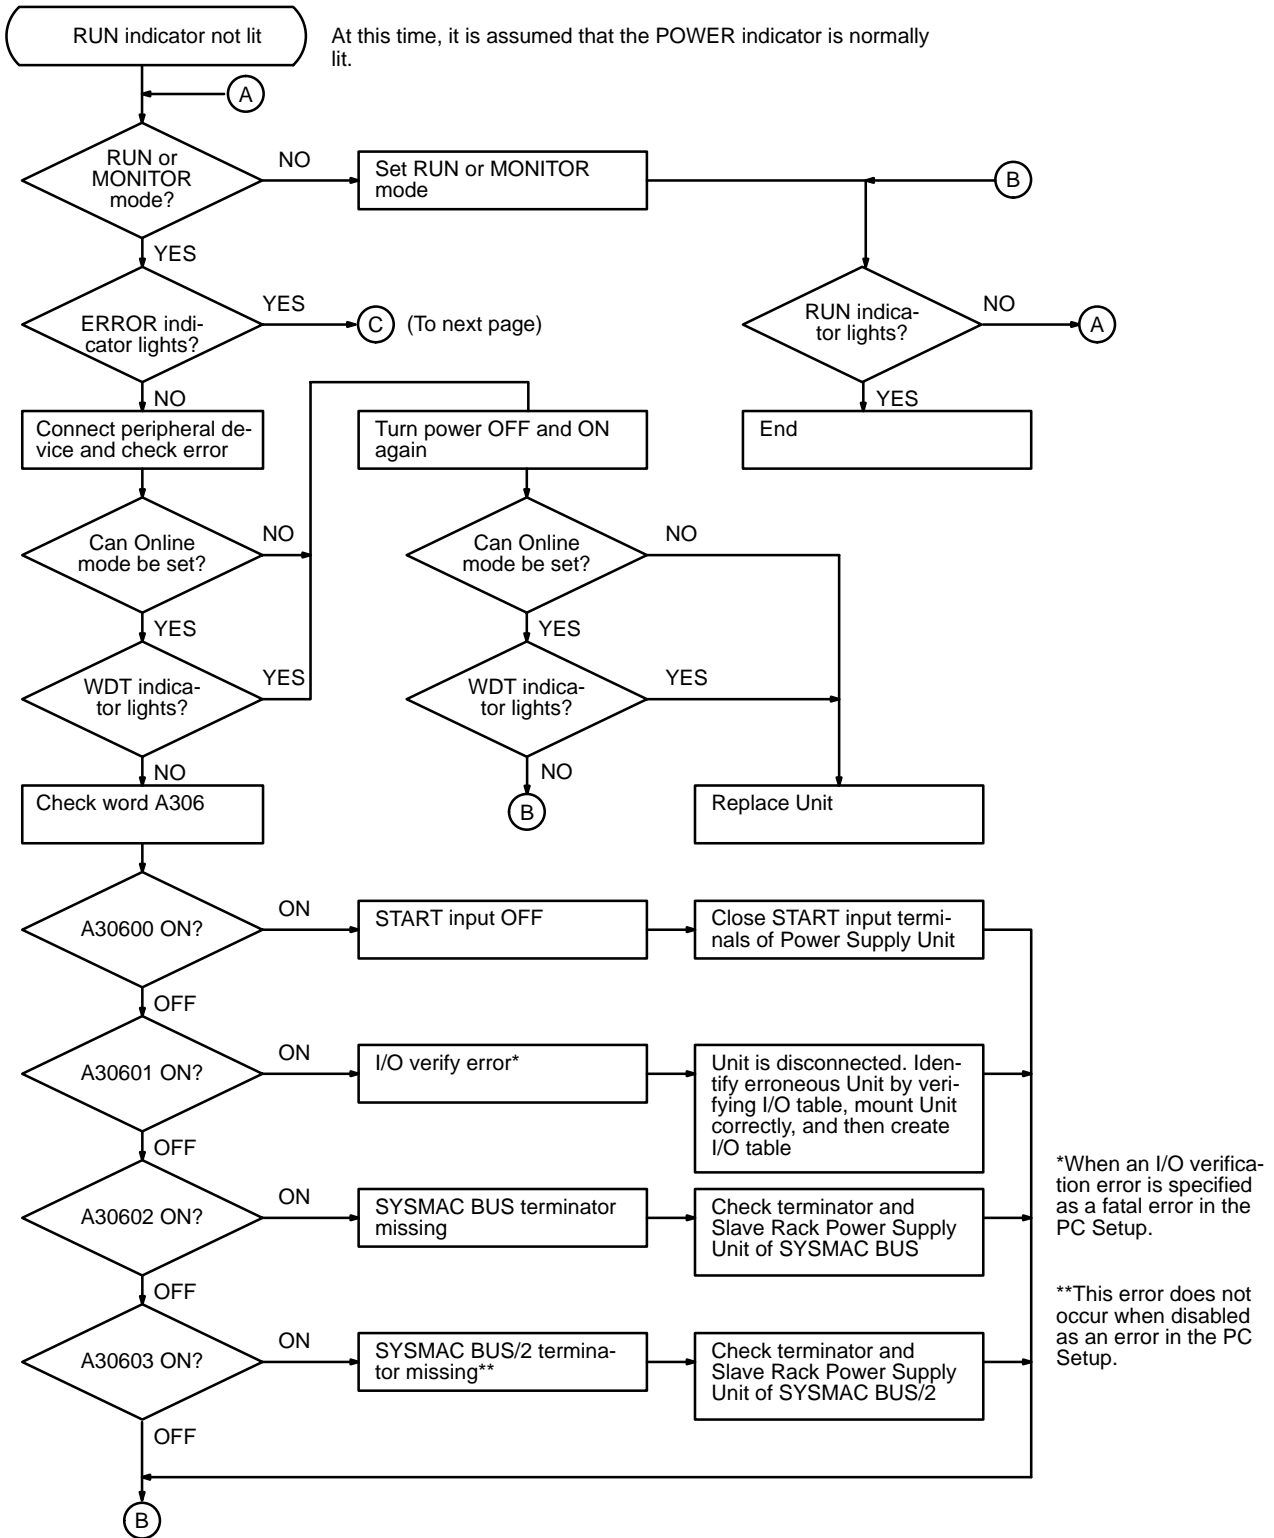 RUN indicator not lit
At this time, it is assumed that the POWER indicator is normally
lit.
A
RUN or
MONITOR
mode?
NO
Set RUN or MONITOR
mode
B
YES
ERROR indi-
cator lights?
YES
C
(To next page)
RUN indica-
tor lights?
NO
A
NO
YES
Connect peripheral de-
vice and check error
Turn power OFF and ON
again
End
Can Online
mode be set?
NO
Can Online
mode be set?
NO
YES
YES
WDT indica-
tor lights?
YES
WDT indica-
tor lights?
YES
NO
NO
Check word A306
B
Replace Unit
A30600 ON?
ON
START input OFF
Close START input termi-
nals of Power Supply Unit
OFF
A30601 ON?
ON
I/O verify error*
Unit is disconnected. Iden-
tify erroneous Unit by veri-
fying I/O table, mount Unit
correctly, and then create
I/O table
OFF
A30602 ON?
ON
SYSMAC BUS terminator
missing
Check terminator and
Slave Rack Power Supply
Unit of SYSMAC BUS
*When an I/O verifica-
tion error is specified
as a fatal error in the
PC Setup.
OFF
A30603 ON?
ON
SYSMAC BUS/2 termina-
tor missing**
Check terminator and
Slave Rack Power Supply
Unit of SYSMAC BUS/2
**This error does not
occur when disabled
as an error in the PC
Setup.
OFF
B